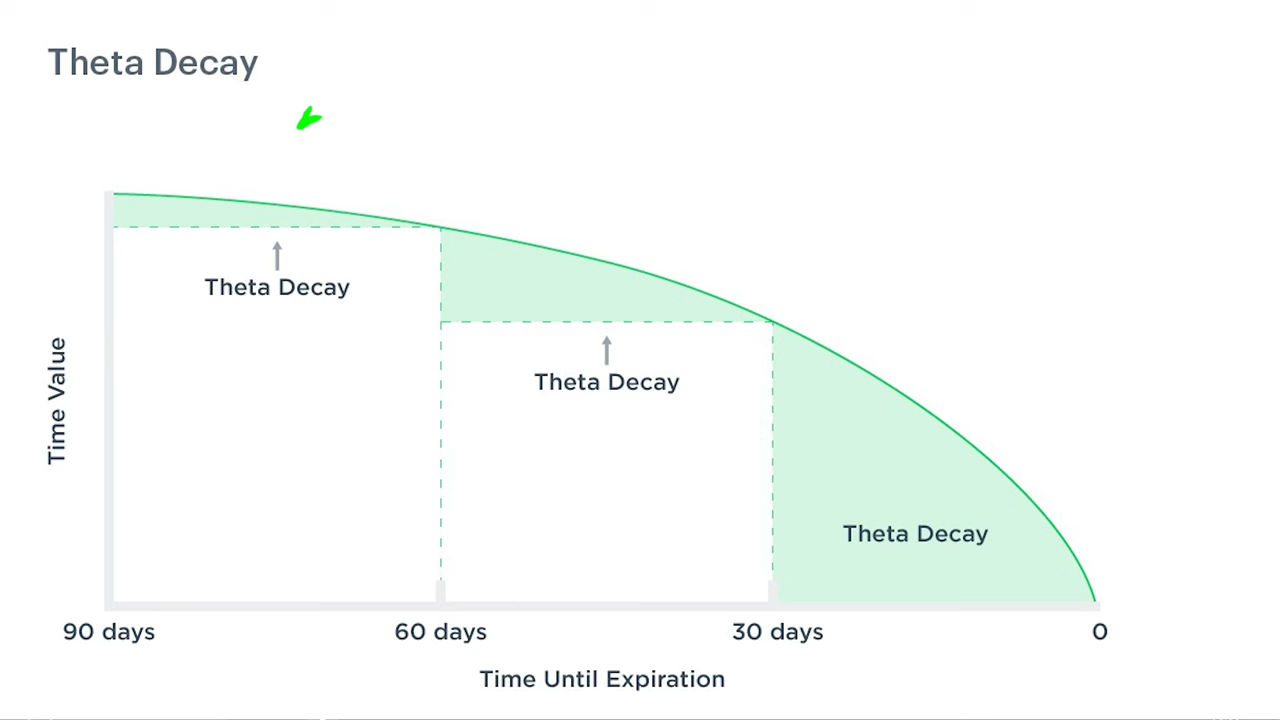 Theta Decay
Theta Decay
Theta Decay
Time Value
Theta Decay
90 days
60 days
30 days
0
Time Until Expiration